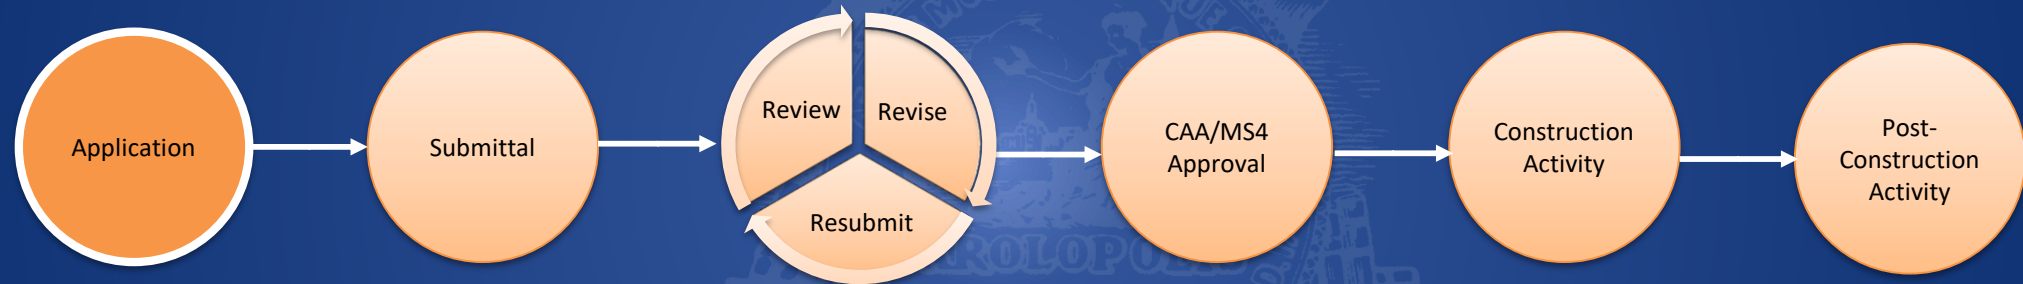 Application
Submittal
Review
Revise
Resubmit
CAA/MS4
Approval
Construction
Activity
Post-
Construction
Activity